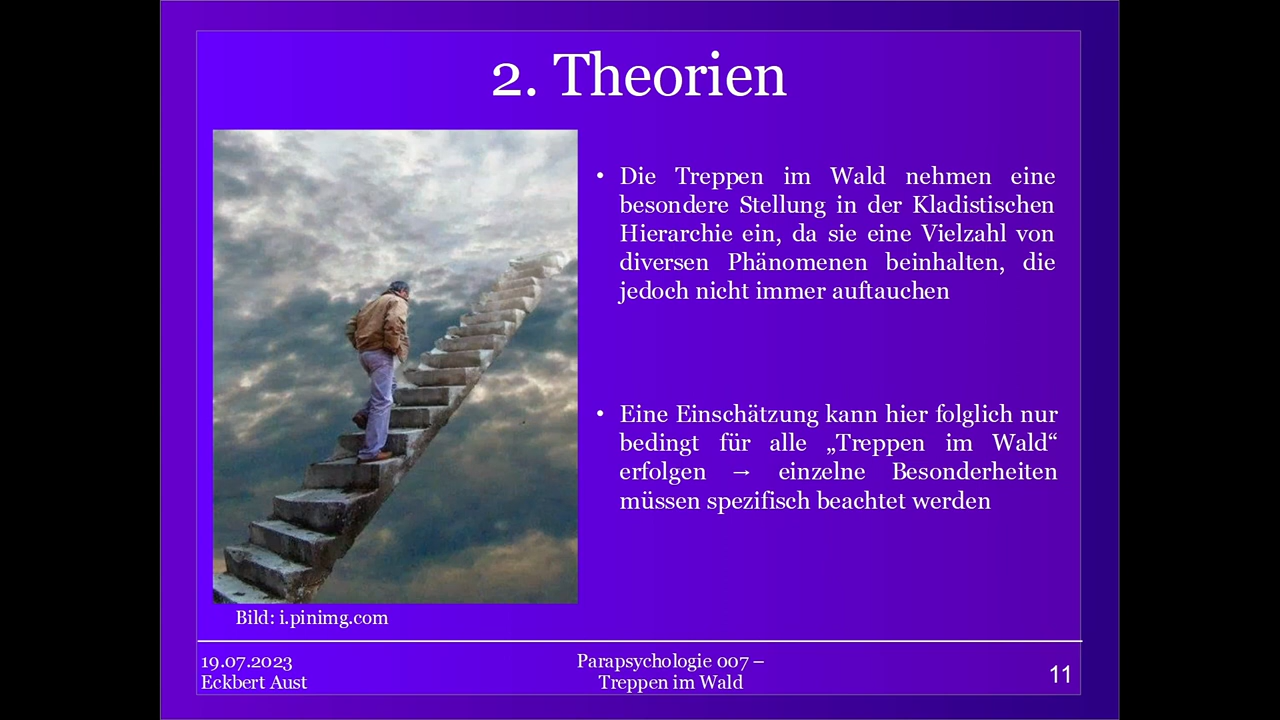 2. Theorien
• Die Treppen im Wald nehmen eine
besondere Stellung in der Kladistischen
Hierarchie ein, da sie eine Vielzahl von
diversen Phänomenen beinhalten, die
jedoch nicht immer auftauchen
• Eine Einschätzung kann hier folglich nur
bedingt für alle „Treppen im Wald“
erfolgen → einzelne Besonderheiten
müssen spezifisch beachtet werden
Bild: i.pinimg.com
19.07.2023
Eckbert Aust
Parapsychologie 007 –
Treppen im Wald
11